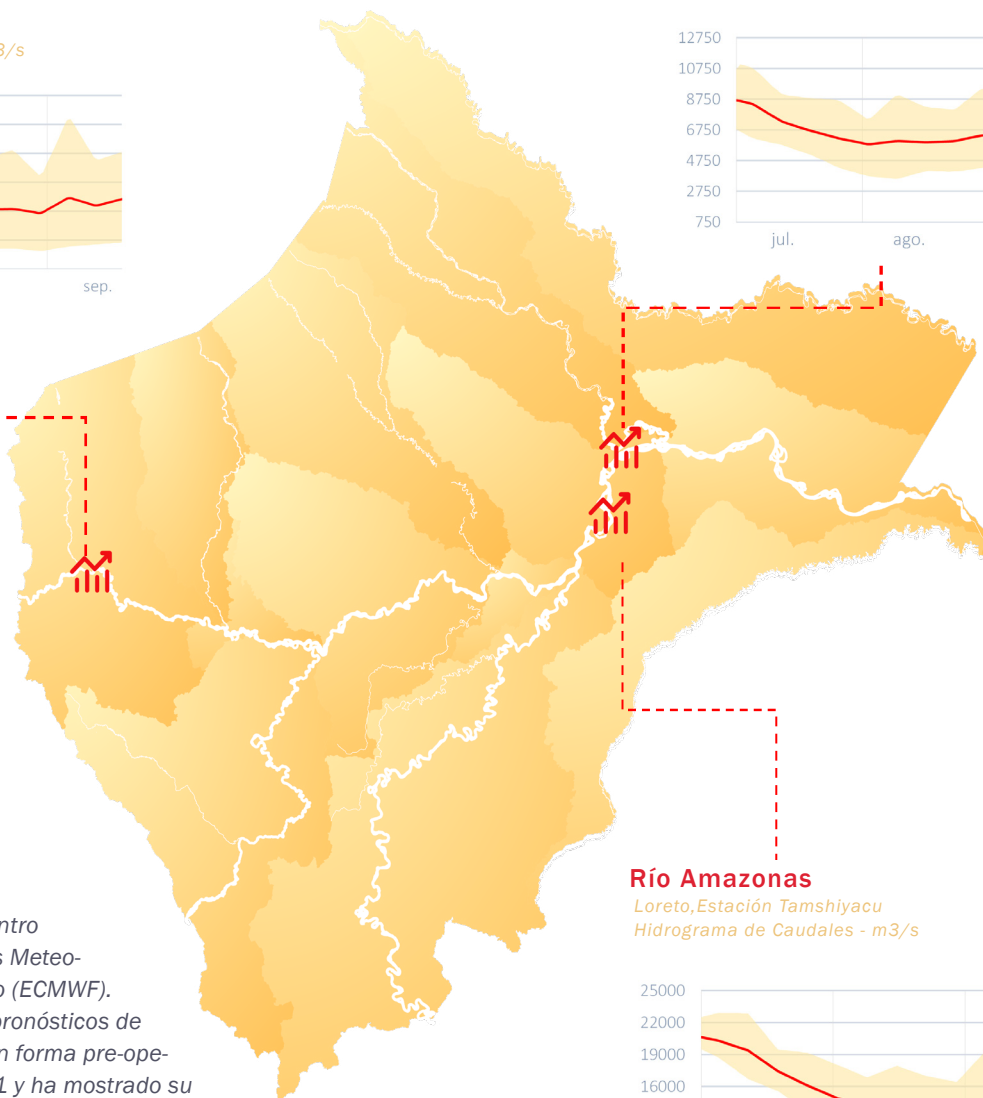 3/s
sep.
12750
10750
8750
6750
4750
2750
750
jul.
ago.
Río Amazonas
Loreto,Estación Tamshiyacu
Hidrograma de Caudales - m3/s
25000
22000
19000
16000
ntro
s Meteo-
o (ECMWF).
pronósticos de
n forma pre-ope-
1 y ha mostrado su